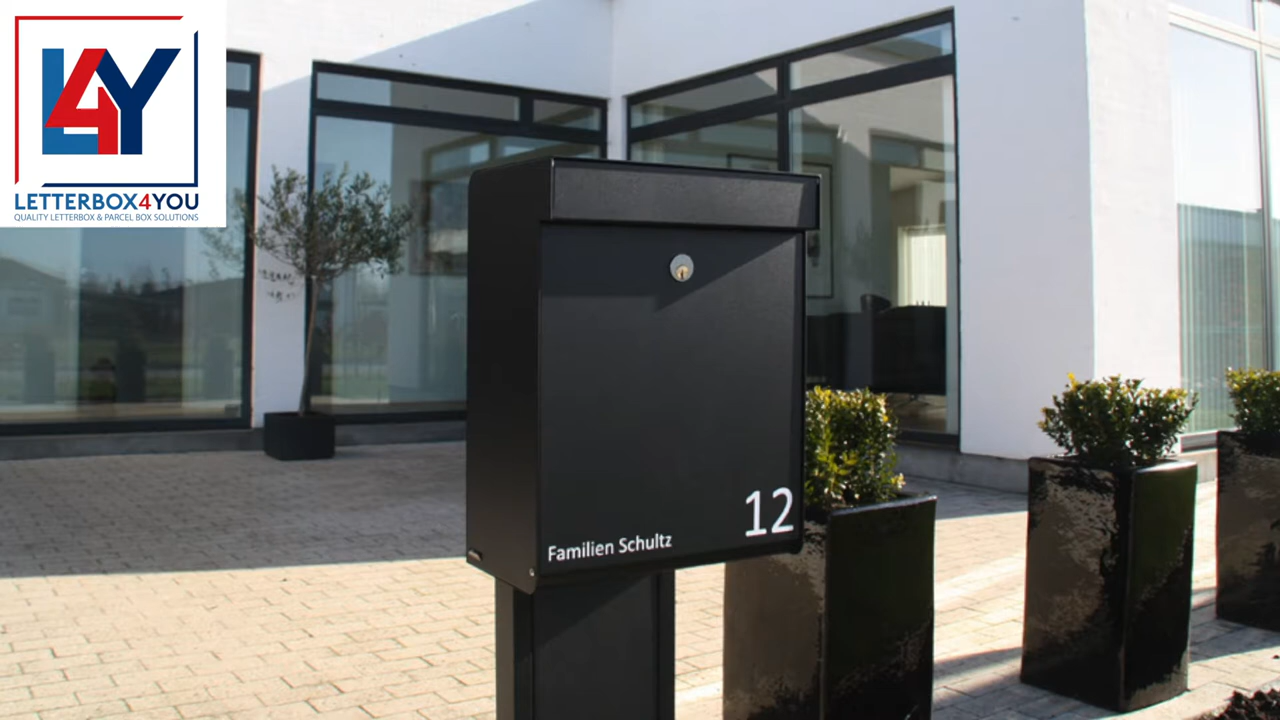 L4Y
LETTERBOX4YOU
QUALITY LETTERBOX & PARCEL BOX SOLUTIONS
12
Familien Schultz